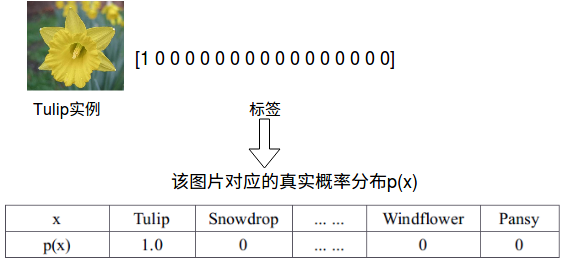 [1 0 0 0 0 0 0 0 0 0 0 0 0 0 0 0 0]
Tulip实例
标签
该图片对应的真实概率分布p(x)
x Tulip Snowdrop ... ... Windflower Pansy
p(x) 1.0 0 ... ... 0 0